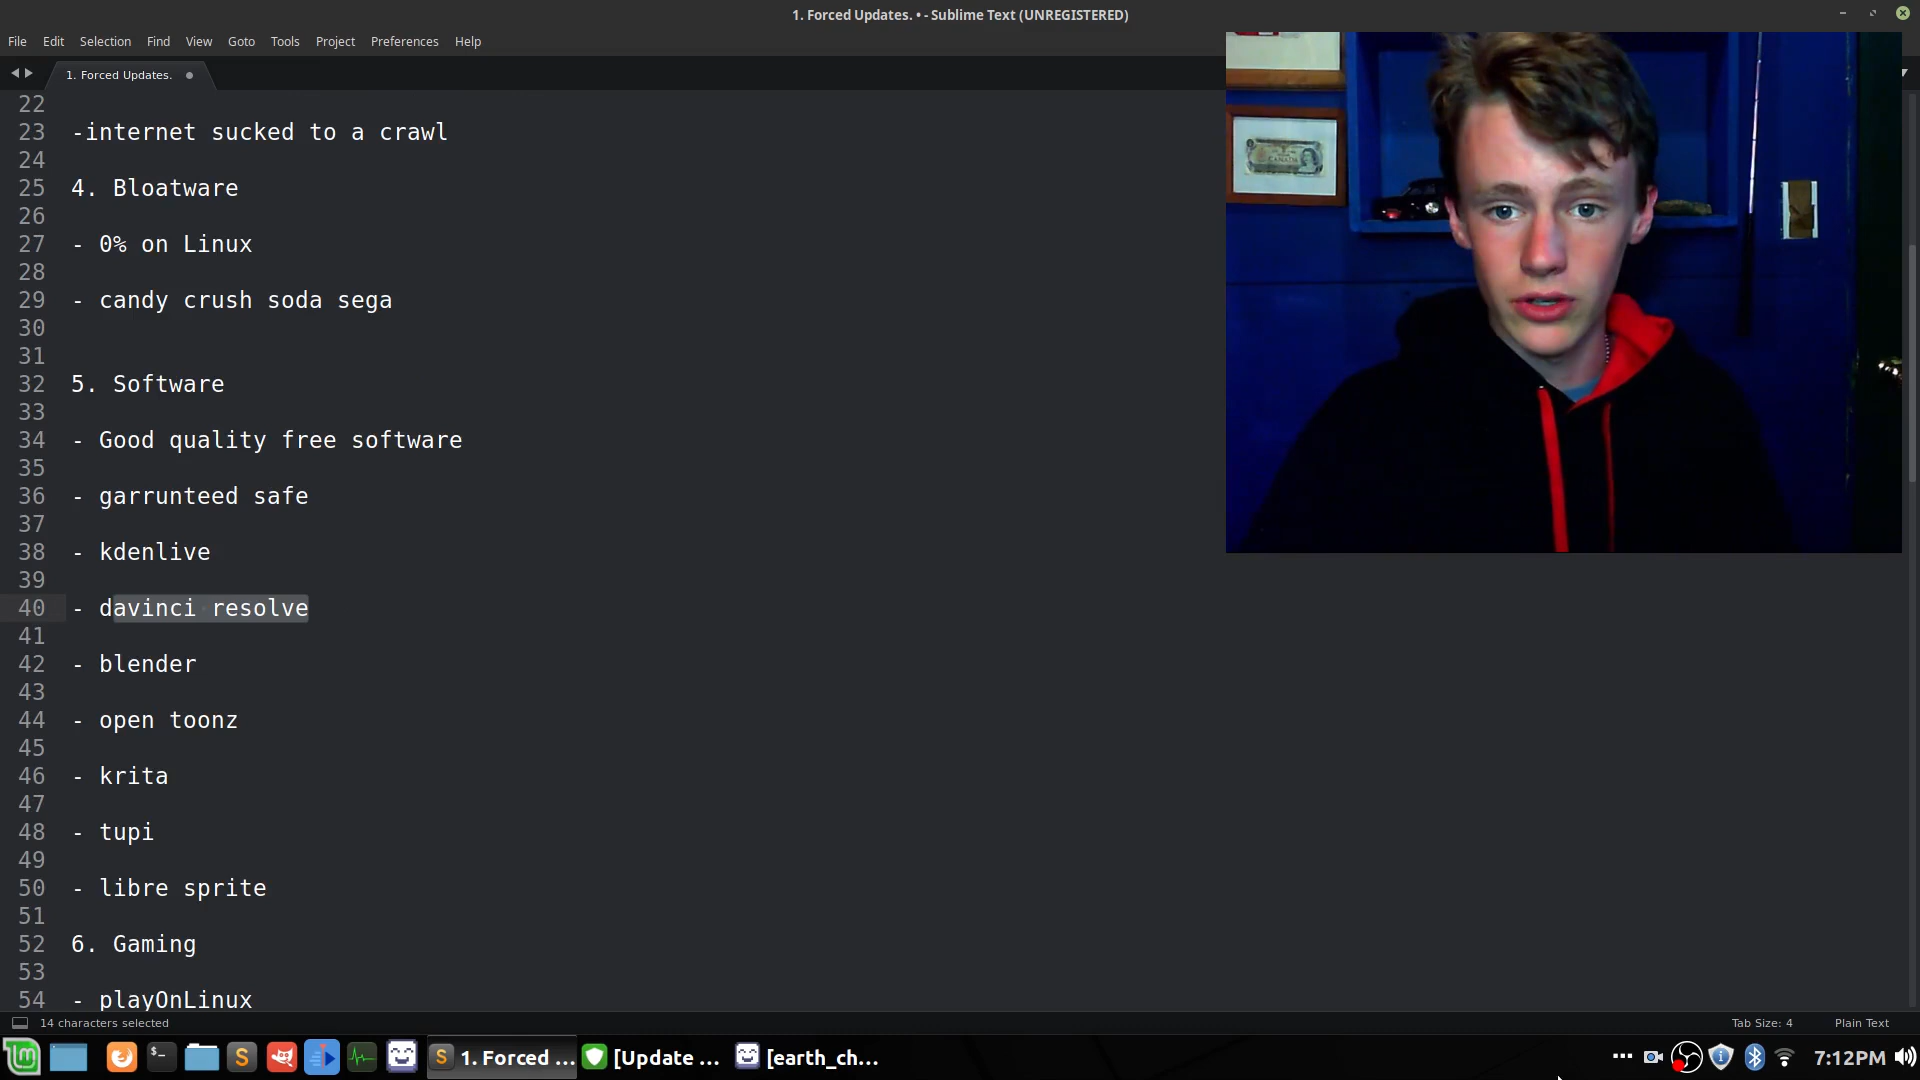 1. Forced Updates. • - Sublime Text (UNREGISTERED)
File Edit Selection Find View Goto Tools Project Preferences Help
1. Forced Updates.
22
23 -internet sucked to a crawl
24
25 4. Bloatware
26
27 - 0% on Linux
28
29 - candy crush soda sega
30
31
32 5. Software
33
34 - Good quality free software
35
36 - garrunteed safe
37
38 - kdenlive
39
40 - davinci resolve
41
42 - blender
43
44 - open toonz
45
46 - krita
47
48 - tupi
49
50 - libre sprite
51
52 6. Gaming
53
54 - playOnLinux
CANADA
14 characters selected
Tab Size: 4 Plain Text
1. Forced ... [Update ... [earth_ch... 7:12PM